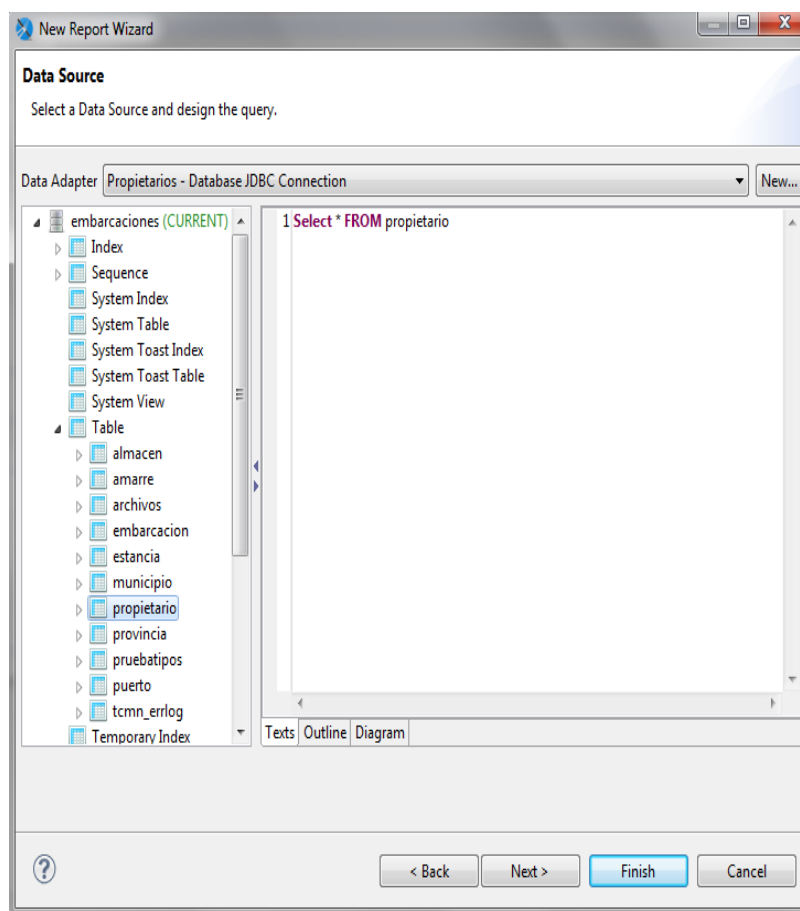 New Report Wizard
Data Source
Select a Data Source and design the query.
Data Adapter Propietarios - Database JDBC Connection New...
embarcaciones (CURRENT)
Index
Sequence
System Index
System Table
System Toast Index
System Toast Table
System View
Table
almacen
amarre
archivos
embarcacion
estancia
municipio
propietario
provincia
pruebatipos
puerto
tcmn_errlog
Temporary Index
1 Select * FROM propietario
Texts Outline Diagram
? < Back Next > Finish Cancel